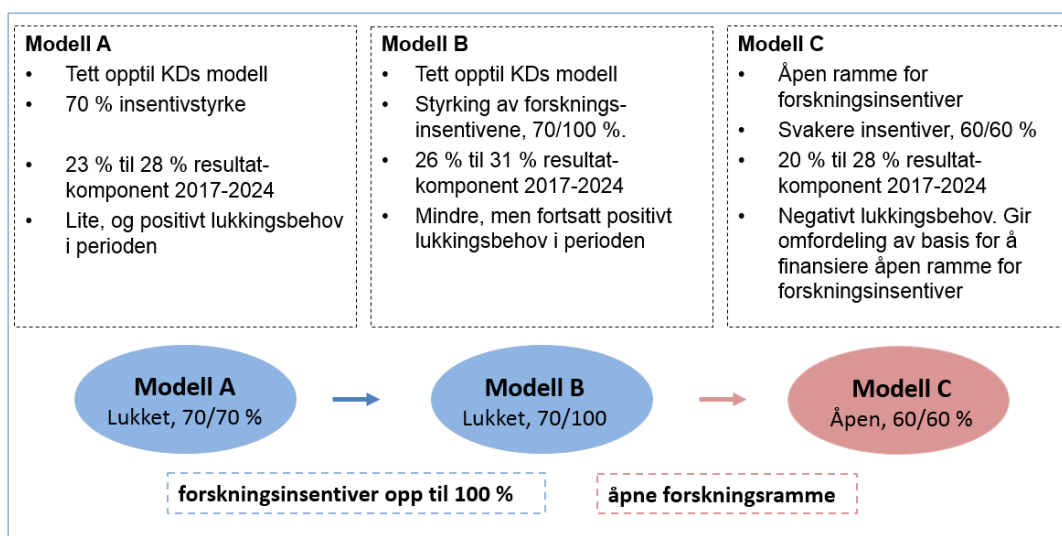 Modell A
• Tett opptil KDs modell
• 70 % insentivstyrke
• 23 % til 28 % resultat-
komponent 2017-2024
• Lite, og positivt lukkingsbehov
i perioden
Modell B
• Tett opptil KDs modell
• Styrking av forsknings-
insentivene, 70/100 %.
• 26 % til 31 % resultat-
komponent 2017-2024
• Mindre, men fortsatt positivt
lukkingsbehov i perioden
Modell C
• Åpen ramme for
forskningsinsentiver
• Svakere insentiver, 60/60 %
• 20 % til 28 % resultat-
komponent 2017-2024
• Negativt lukkingsbehov. Gir
omfordeling av basis for å
finansiere åpen ramme for
forskningsinsentiver
Modell A
Lukket, 70/70 %
Modell B
Lukket, 70/100
Modell C
Åpen, 60/60 %
forskningsinsentiver opp til 100 %
åpne forskningsramme